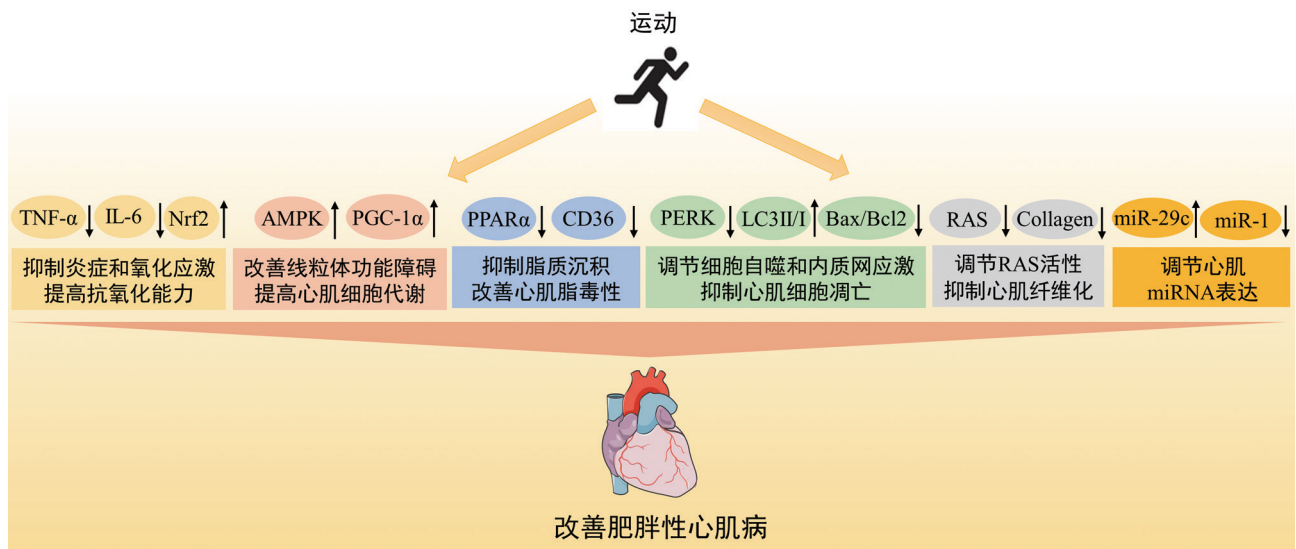 运动
TNF-α IL-6 Nrf2 AMPK PGC-1α PPARα CD36 PERK LC3II/I Bax/Bcl2 RAS Collagen miR-29c miR-1
抑制炎症和氧化应激
提高抗氧化能力
改善线粒体功能障碍
提高心肌细胞代谢
抑制脂质沉积
改善心肌脂毒性
调节细胞自噬和内质网应激
抑制心肌细胞凋亡
调节RAS活性
抑制心肌纤维化
调节心肌
miRNA表达
改善肥胖性心肌病